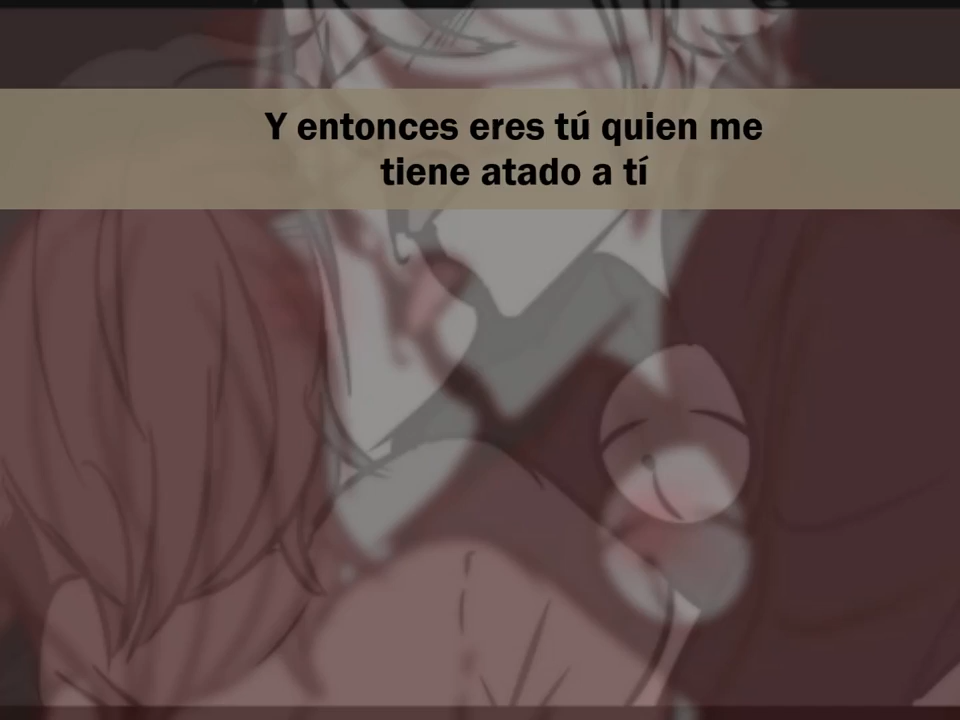 Y entonces eres tú quien me
tiene atado a tí